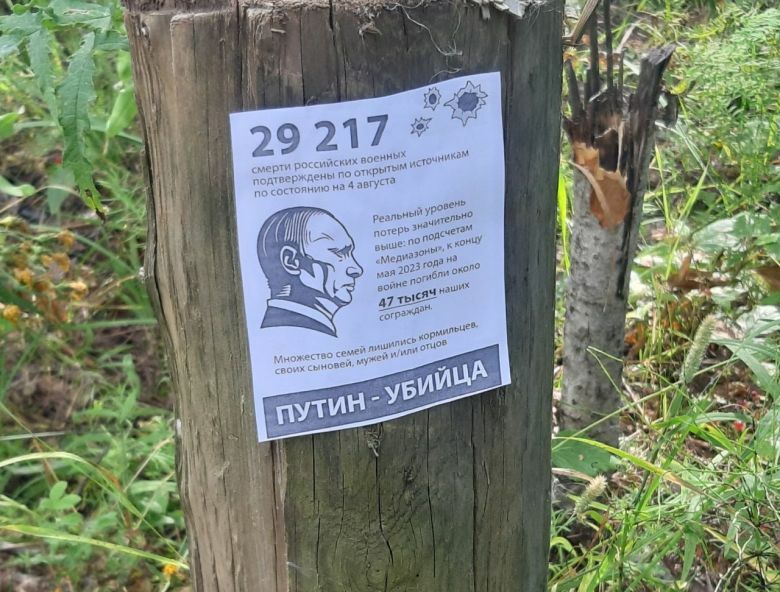 29 217
смерти российских военных
подтверждены по открытым источникам
по состоянию на 4 августа
Реальный уровень
потерь значительно
выше: по подсчетам
«Медиазоны», к концу
мая 2023 года на
войне погибли около
47 тысяч наших
сограждан.
Множество семей лишились кормильцев,
своих сыновей, мужей и/или отцов
ПУТИН - УБИЙЦА